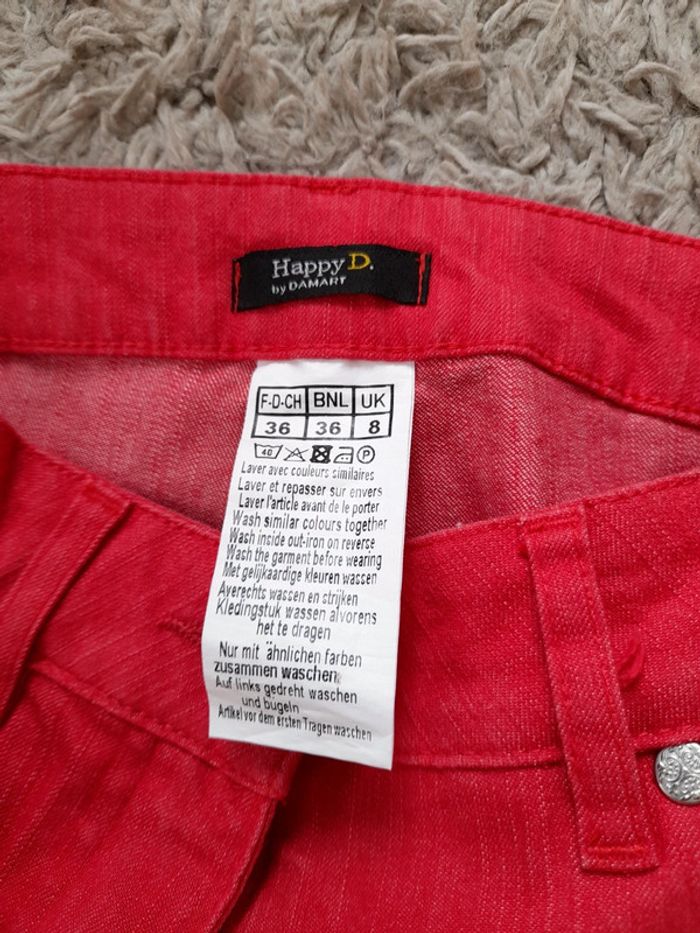 Happy D.
by DAMART
F-D-CH BNL UK
36 36 8
40 P
Laver avec couleurs similaires
Laver et repasser sur envers
Laver l'article avant de le porter
Wash similar colours together
Wash inside out-iron on reverse
Wash the garment before wearing
Met gelijkaardige kleuren wassen
Averechts wassen en strijken
Kledingstuk wassen alvorens
het te dragen
Nur mit ähnlichen farben
zusammen waschen.
Auf links gedreht waschen
und bugeln
Artikel vor dem ersten Tragen waschen